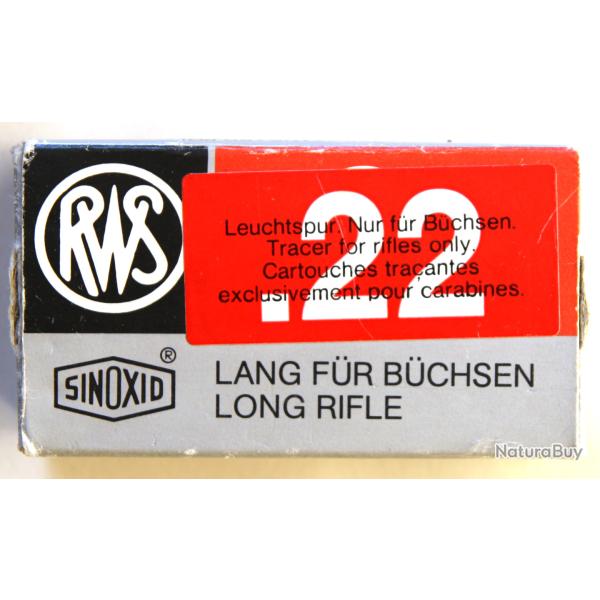 RWS
.22
Leuchtspur. Nur für Büchsen.
Tracer for rifles only.
Cartouches traçantes
exclusivement pour carabines.
SINOXID ®
LANG FÜR BÜCHSEN
LONG RIFLE
NaturaBuy